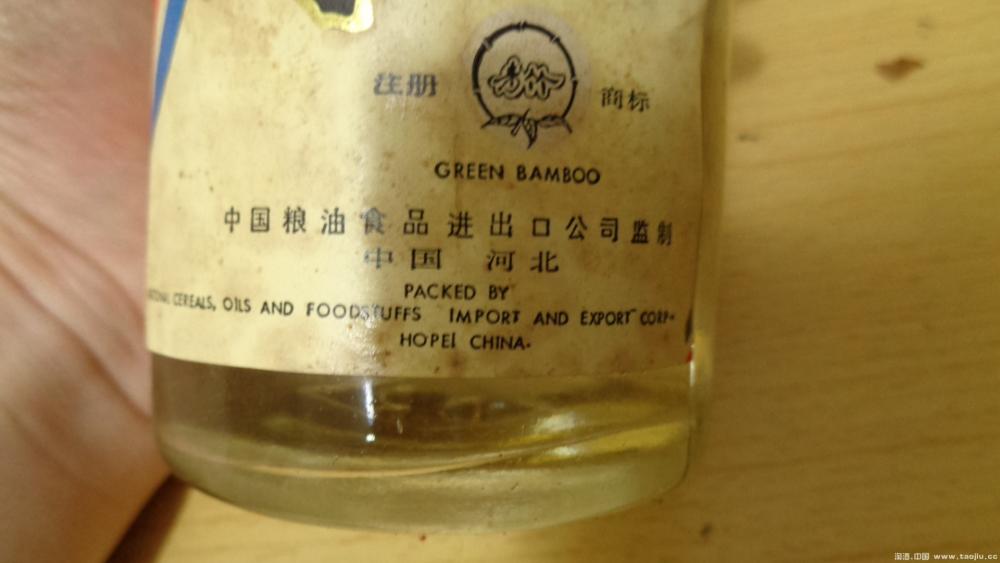 注册 商标
GREEN BAMBOO
中国粮油食品进出口公司监制
中国 河北
PACKED BY
CEREALS, OILS AND FOODSTUFFS IMPORT AND EXPORT CORP.
HOPEI CHINA.
淘酒.中国 www.taojiu.cc